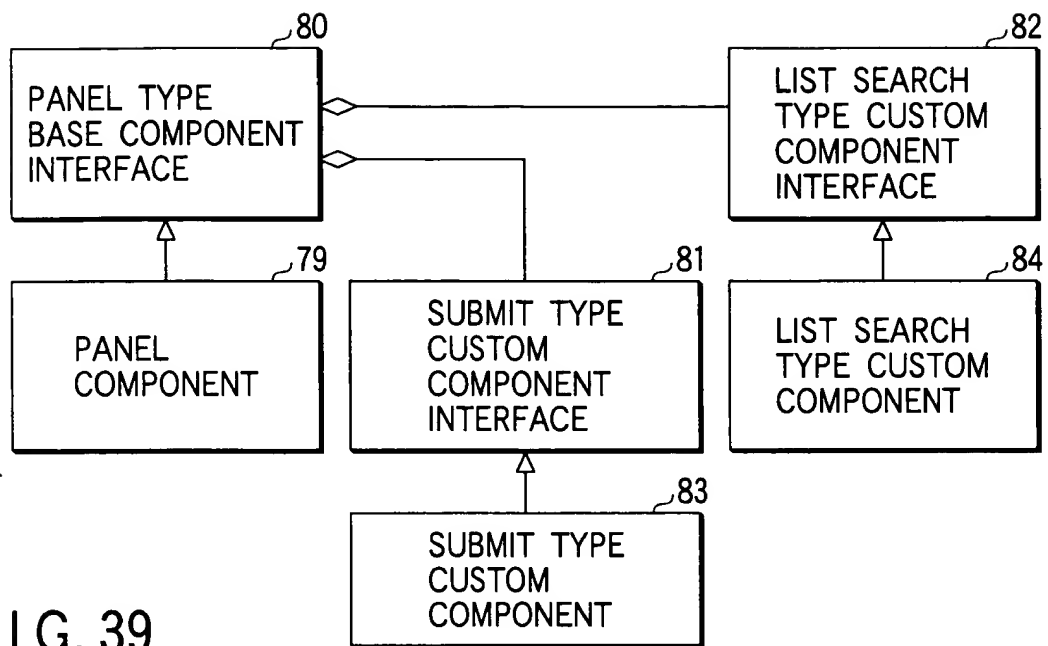 80
PANEL TYPE
BASE COMPONENT
INTERFACE
82
LIST SEARCH
TYPE CUSTOM
COMPONENT
INTERFACE
79
PANEL
COMPONENT
81
SUBMIT TYPE
CUSTOM
COMPONENT
INTERFACE
84
LIST SEARCH
TYPE CUSTOM
COMPONENT
83
SUBMIT TYPE
CUSTOM
COMPONENT
IG. 39